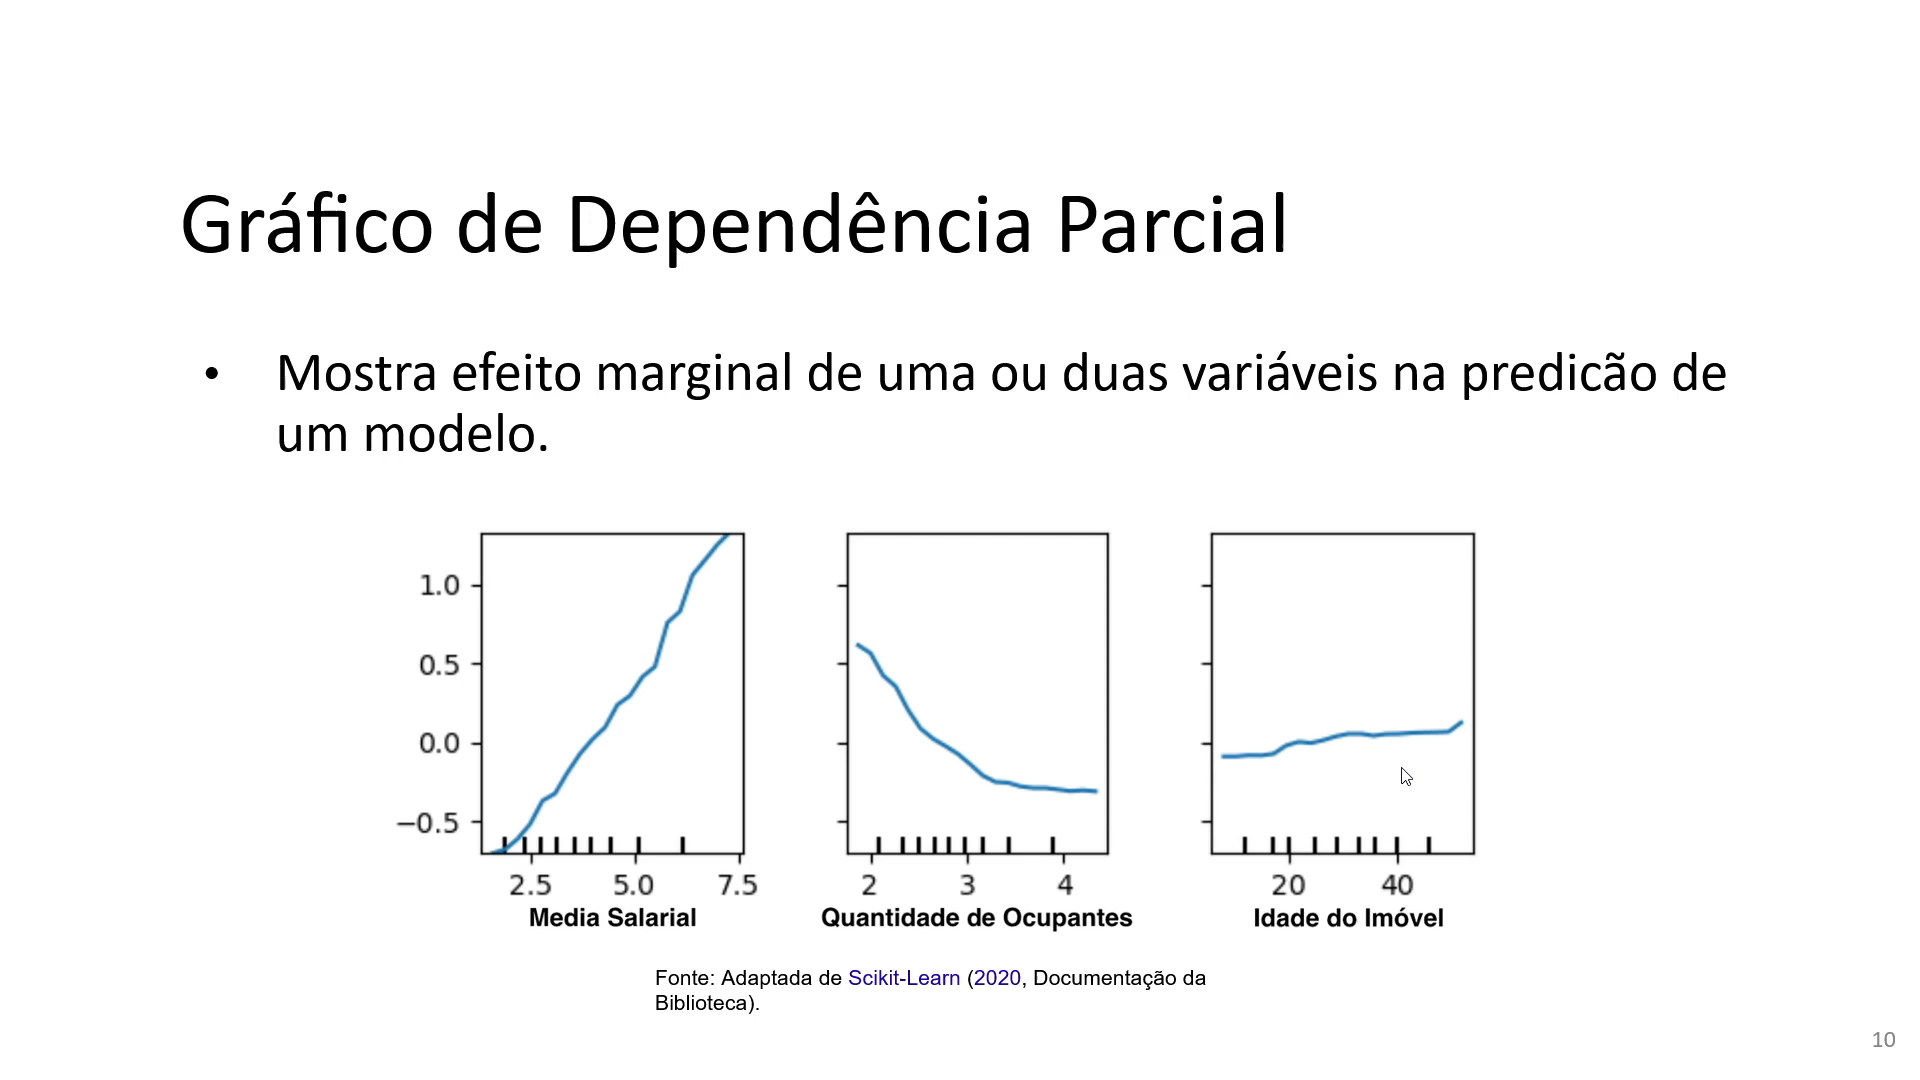 Gráfico de Dependência Parcial
• Mostra efeito marginal de uma ou duas variáveis na predicão de
um modelo.
1.0
0.5
0.0
−0.5
2.5 5.0 7.5
Media Salarial
2 3 4
Quantidade de Ocupantes
20 40
Idade do Imóvel
Fonte: Adaptada de Scikit-Learn (2020, Documentação da
Biblioteca).
10